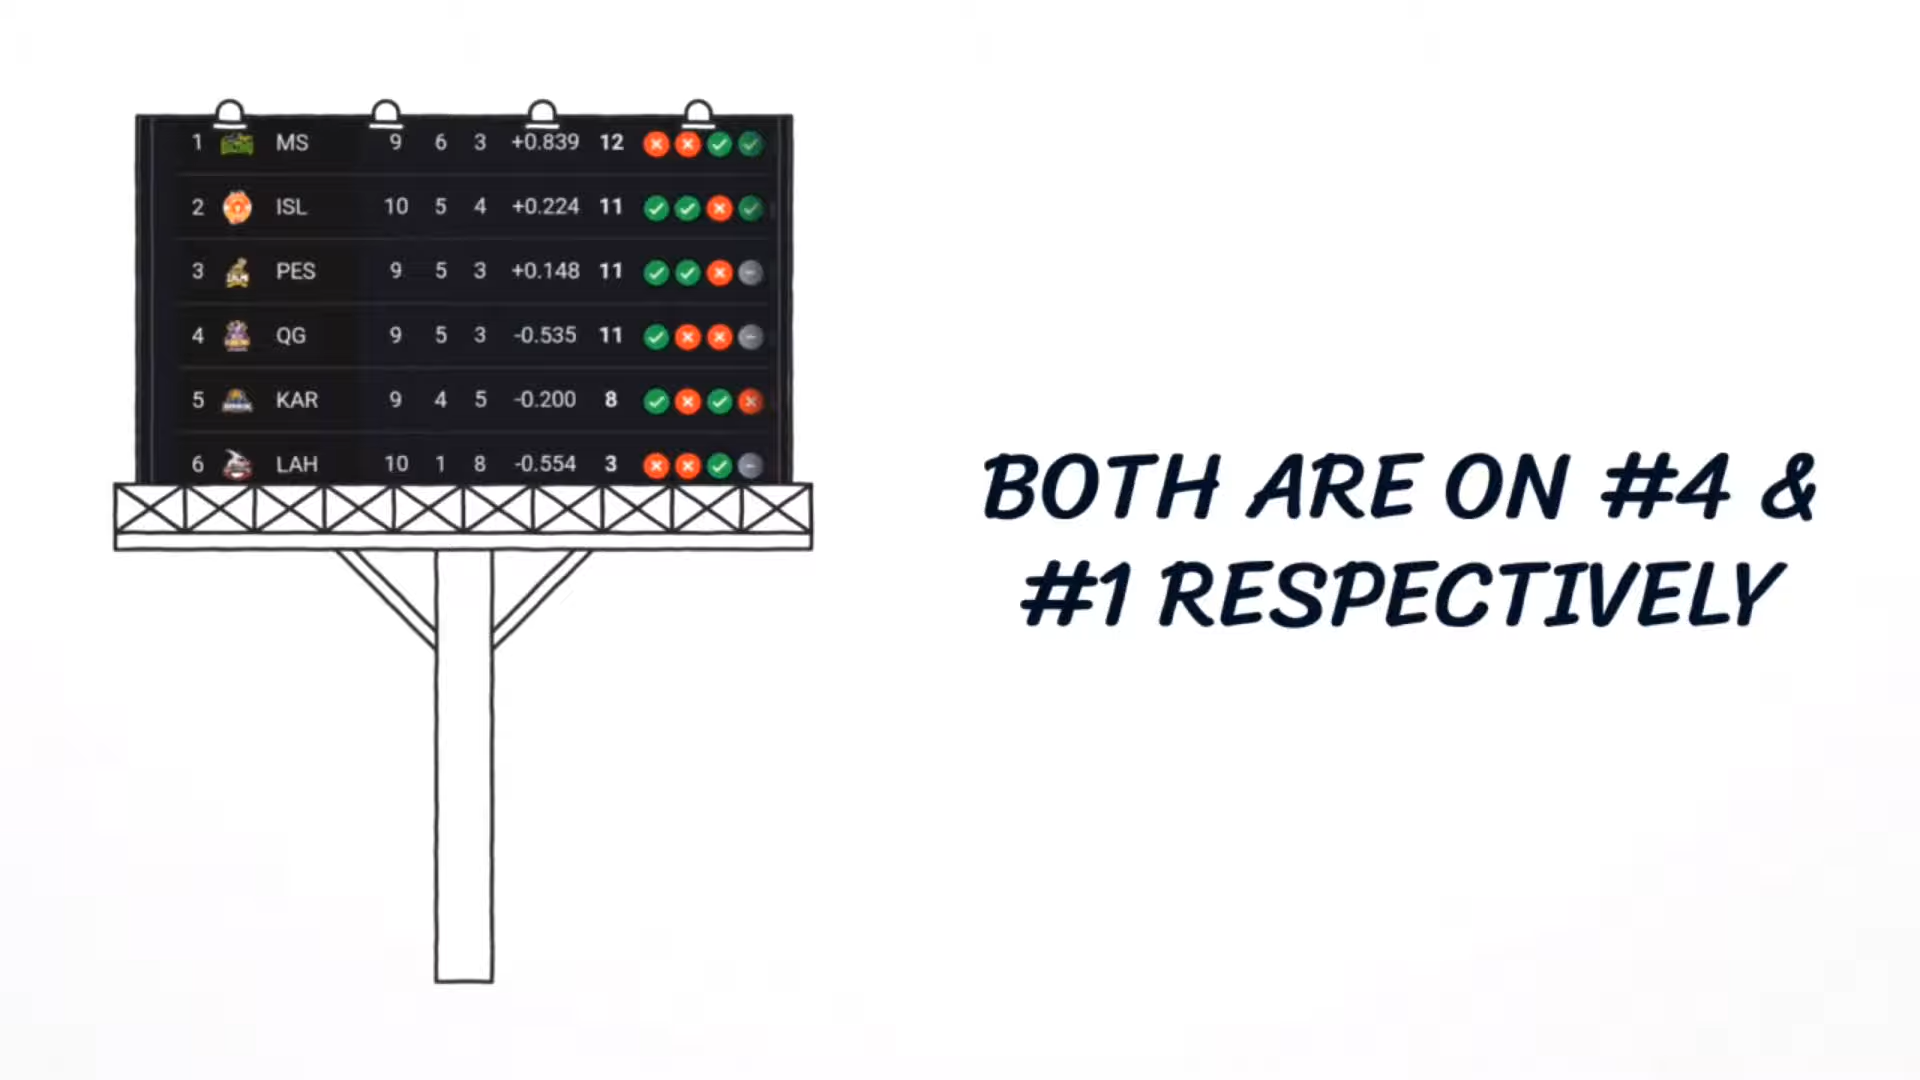 1 MS 9 6 3 +0.839 12
2 ISL 10 5 4 +0.224 11
3 PES 9 5 3 +0.148 11
4 QG 9 5 3 -0.535 11
5 KAR 9 4 5 -0.200 8
6 LAH 10 1 8 -0.554 3
BOTH ARE ON #4 &
#1 RESPECTIVELY